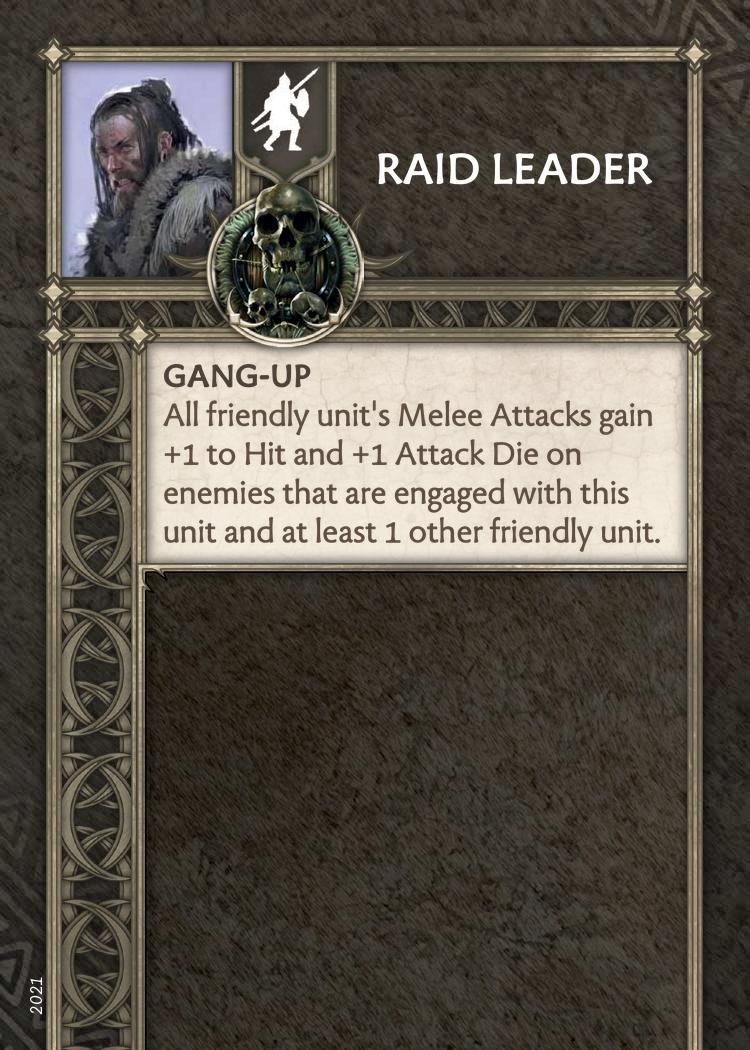 RAID LEADER
GANG-UP
All friendly unit's Melee Attacks gain
+1 to Hit and +1 Attack Die on
enemies that are engaged with this
unit and at least 1 other friendly unit.
2021